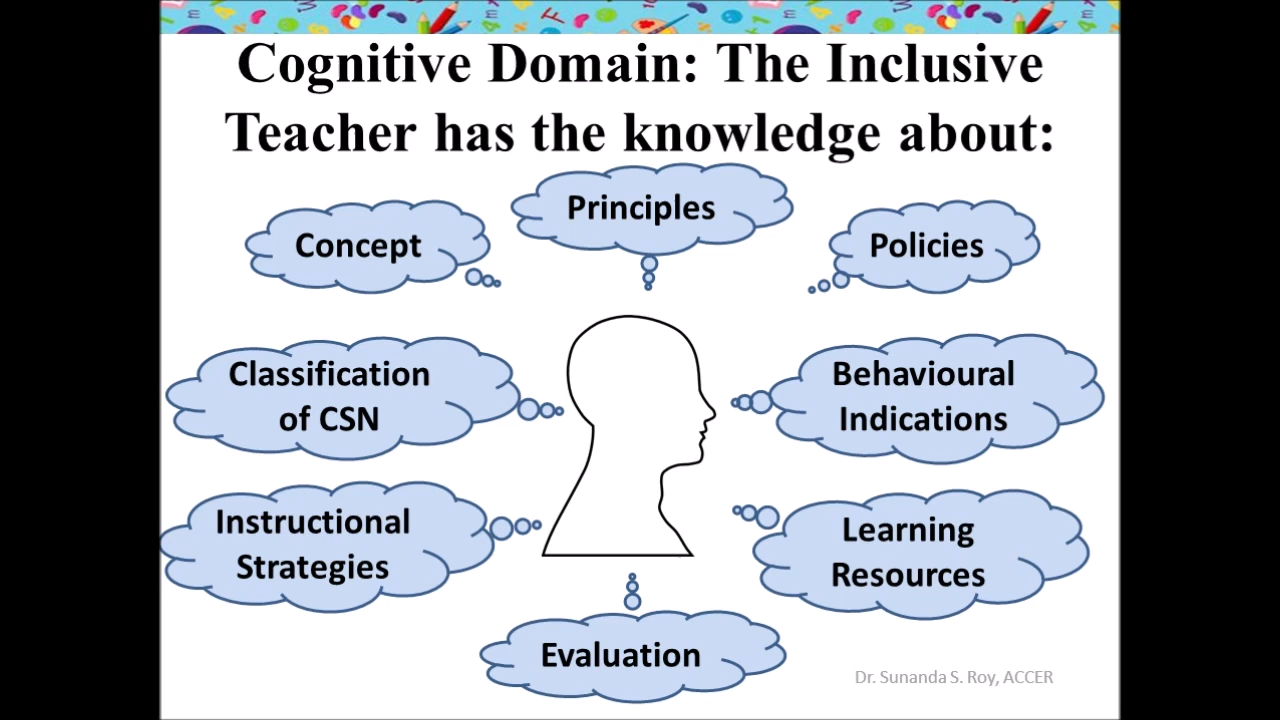 Cognitive Domain: The Inclusive
Teacher has the knowledge about:
Principles
Concept
Policies
Classification
of CSN
Behavioural
Indications
Instructional
Strategies
Learning
Resources
Evaluation
Dr. Sunanda S. Roy, ACCER